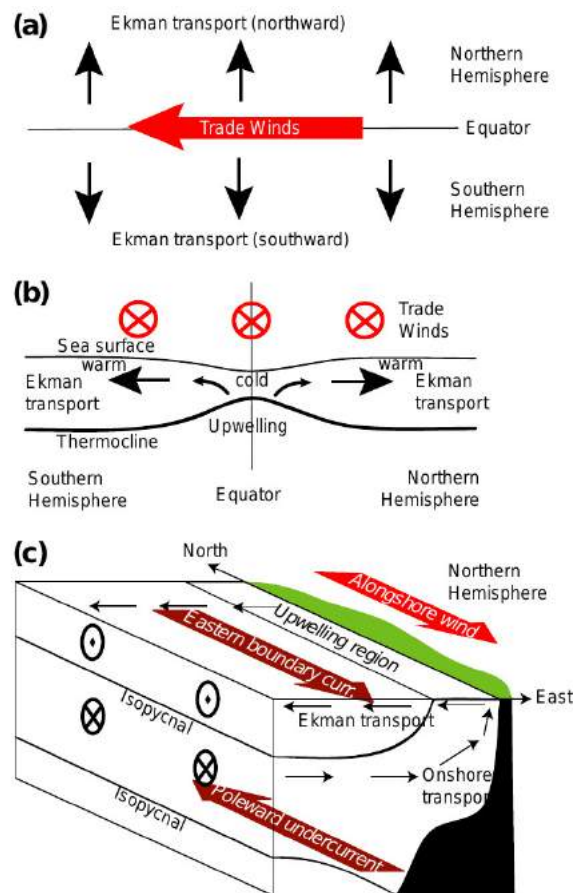 (a)
Ekman transport (northward)
Northern
Hemisphere
Trade Winds
Equator
Southern
Hemisphere
Ekman transport (southward)
(b)
Trade
Winds
Sea surface
warm
warm
cold
Ekman
transport
Ekman
transport
Upwelling
Thermocline
Southern
Hemisphere
Equator
Northern
Hemisphere
(c)
North
Northern
Hemisphere
Alongshore wind
Upwelling region
Eastern boundary curr.
East
Isopycnal
Ekman transport
Onshore
transport
Isopycnal
Poleward undercurrent